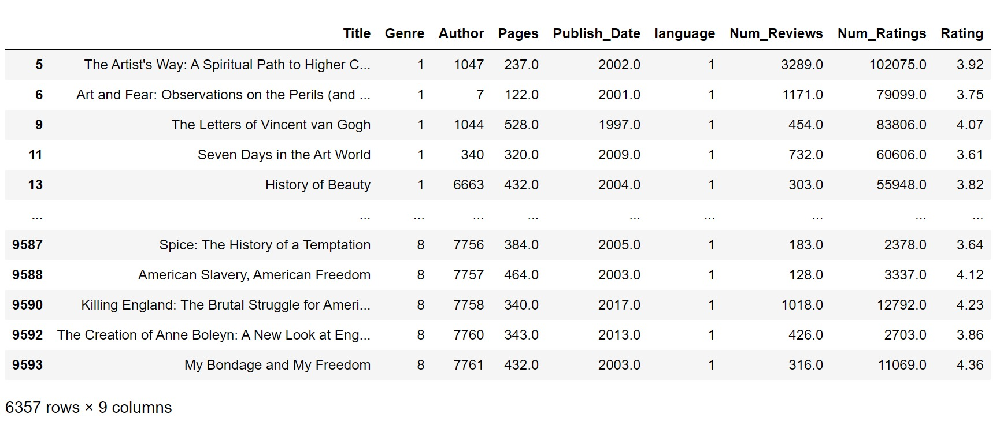 Title Genre Author Pages Publish_Date language Num_Reviews Num_Ratings Rating
5 The Artist's Way: A Spiritual Path to Higher C... 1 1047 237.0 2002.0 1 3289.0 102075.0 3.92
6 Art and Fear: Observations on the Perils (and ... 1 7 122.0 2001.0 1 1171.0 79099.0 3.75
9 The Letters of Vincent van Gogh 1 1044 528.0 1997.0 1 454.0 83806.0 4.07
11 Seven Days in the Art World 1 340 320.0 2009.0 1 732.0 60606.0 3.61
13 History of Beauty 1 6663 432.0 2004.0 1 303.0 55948.0 3.82
... ... ... ... ... ... ... ... ... ...
9587 Spice: The History of a Temptation 8 7756 384.0 2005.0 1 183.0 2378.0 3.64
9588 American Slavery, American Freedom 8 7757 464.0 2003.0 1 128.0 3337.0 4.12
9590 Killing England: The Brutal Struggle for Ameri... 8 7758 340.0 2017.0 1 1018.0 12792.0 4.23
9592 The Creation of Anne Boleyn: A New Look at Eng... 8 7760 343.0 2013.0 1 426.0 2703.0 3.86
9593 My Bondage and My Freedom 8 7761 432.0 2003.0 1 316.0 11069.0 4.36
6357 rows × 9 columns